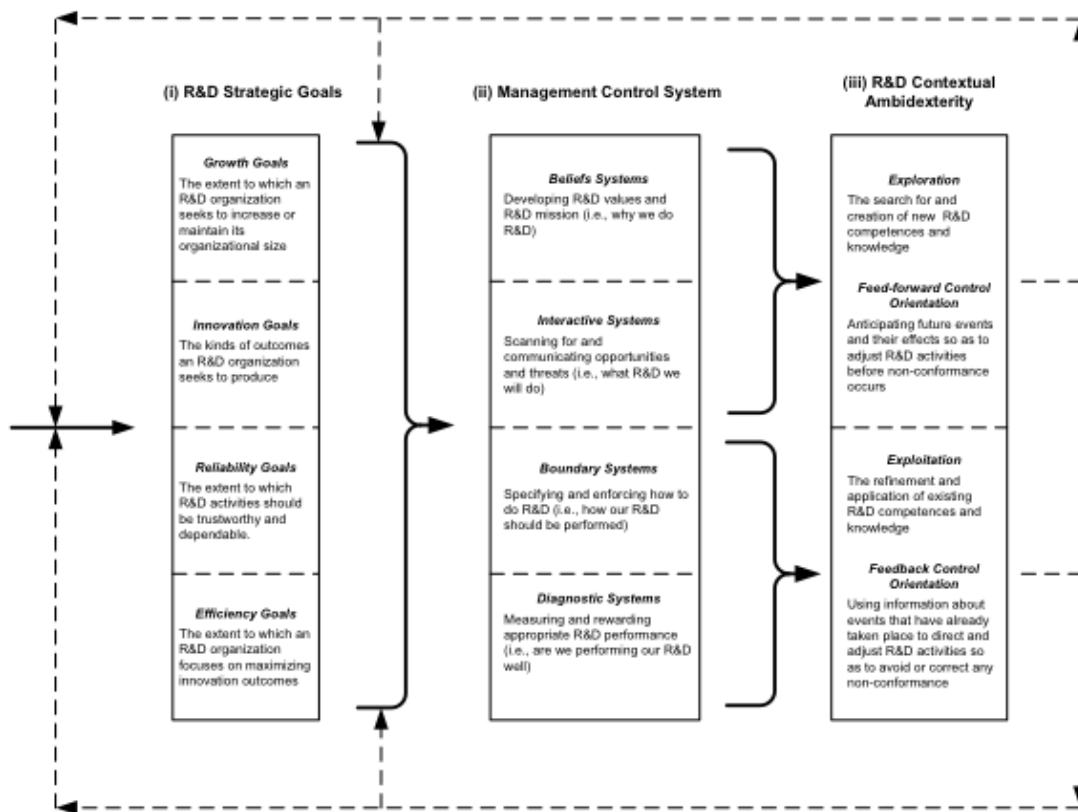 (i) R&D Strategic Goals
Growth Goals
The extent to which an
R&D organization
seeks to increase or
maintain its
organizational size
Innovation Goals
The kinds of outcomes
an R&D organization
seeks to produce
Reliability Goals
The extent to which
R&D activities should
be trustworthy and
dependable.
Efficiency Goals
The extent to which an
R&D organization
focuses on maximizing
innovation outcomes
(ii) Management Control System
Beliefs Systems
Developing R&D values and
R&D mission (i.e., why we do
R&D)
Interactive Systems
Scanning for and
communicating opportunities
and threats (i.e., what R&D we
will do)
Boundary Systems
Specifying and enforcing how to
do R&D (i.e., how our R&D
should be performed)
Diagnostic Systems
Measuring and rewarding
appropriate R&D performance
(i.e., are we performing our R&D
well)
(iii) R&D Contextual
Ambidexterity
Exploration
The search for and
creation of new R&D
competences and
knowledge
Feed-forward Control
Orientation
Anticipating future events
and their effects so as to
adjust R&D activities
before non-conformance
occurs
Exploitation
The refinement and
application of existing
R&D competences and
knowledge
Feedback Control
Orientation
Using information about
events that have already
taken place to direct and
adjust R&D activities so
as to avoid or correct any
non-conformance